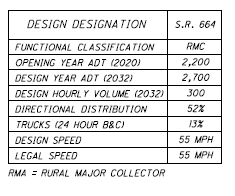 DESIGN DESIGNATION S.R. 664
FUNCTIONAL CLASSIFICATION RMC
OPENING YEAR ADT (2020) 2,200
DESIGN YEAR ADT (2032) 2,700
DESIGN HOURLY VOLUME (2032) 300
DIRECTIONAL DISTRIBUTION 52%
TRUCKS (24 HOUR B&C) 13%
DESIGN SPEED 55 MPH
LEGAL SPEED 55 MPH
RMA = RURAL MAJOR COLLECTOR